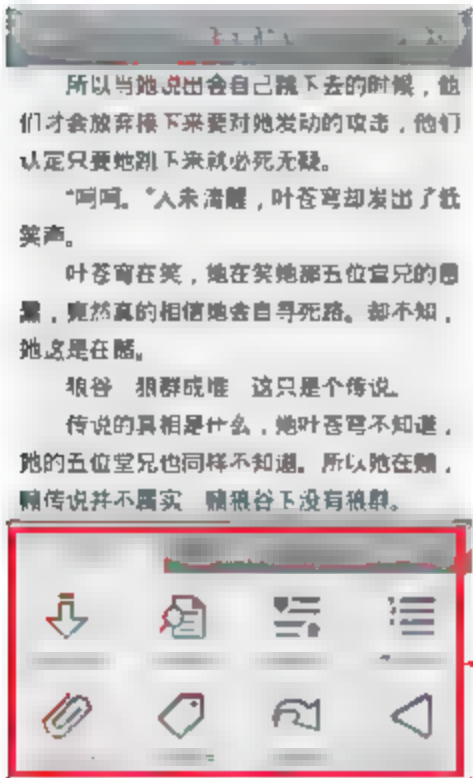 所以当她说出会自己跳下去的时候，他
们才会放弃接下来要对她发动的攻击，他们
认定只要她跳下来就必死无疑。
“呵呵。”人未清醒，叶苍穹却发出了低
笑声。
叶苍穹在笑，她在笑她那五位堂兄的愚
，竟然真的相信她会自寻死路。却不知，
她这是在赌。
狼谷 狼群成堆 这只是个传说。
传说的真相是什么，她叶苍穹不知道，
她的五位堂兄也同样不知道。所以她在赌，
赌传说并不属实 赌狼谷下没有狼群。